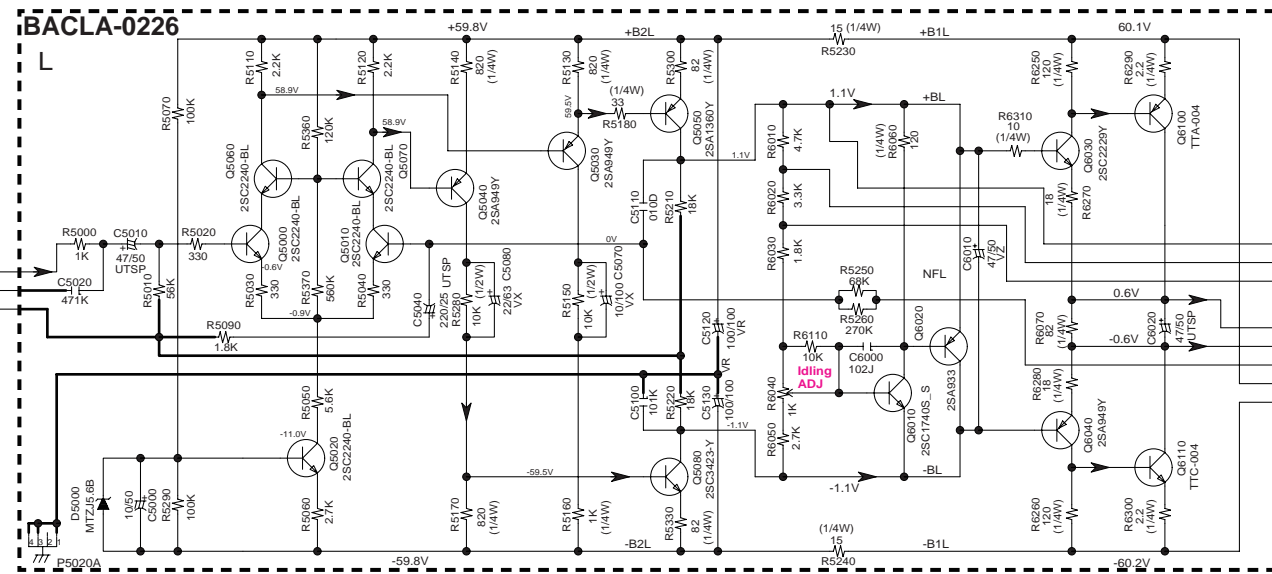 BACLA-0226
L
+59.8V
+B2L
15 (1/4W)
R5230
+B1L
60.1V
R5110
2.2K
R5120
2.2K
R5140
820
(1/4W)
R5130
820
(1/4W)
R5300
82
(1/4W)
R6250
120
(1/4W)
R6290
2.2
(1/4W)
R5070
100K
58.9V
R5360
120K
58.9V
59.5V
(1/4W)
33
R5180
Q5050
2SA1360Y
1.1V
+BL
R6310
10
(1/4W)
Q6100
TTA-004
Q5060
2SC2240-BL
Q5070
2SC2240-BL
Q5040
2SA949Y
Q5030
2SA949Y
1.1V
R6010
4.7K
(1/4W)
R6060
120
Q6030
2SC2229Y
R5000
1K
C5010
47/50
UTSP
R5020
330
Q5000
2SC2240-BL
Q5010
2SC2240-BL
C5110
010D
R5210
18K
R6020
3.3K
18
(1/4W)
R6270
0V
C5020
471K
R5010
56K
-0.6V
R5030
330
R5370
560K
R5040
330
C5040
220/25 UTSP
R5280
10K (1/2W)
C5080
22/63 VX
R5150
10K (1/2W)
C5070
10/100 VX
R6030
1.8K
R5250
68K
R5260
270K
NFL
C6010
47/50
VZ
-0.9V
R5090
1.8K
C5120
100/100
VR
R6110
10K
C6000
102J
Q6020
2SA933
0.6V
R6070
82
(1/4W)
-0.6V
C6020
47/50
UTSP
Idling
ADJ
R5050
5.6K
C5100
101K
R5220
18K
C5130
100/100
VR
R6040
1K
Q6010
2SC1740S_S
R6280
18
(1/4W)
-11.0V
Q5020
2SC2240-BL
-1.1V
R6050
2.7K
Q6040
2SA949Y
-59.5V
Q5080
2SC3423-Y
-1.1V
-BL
Q6110
TTC-004
D5000
MTZJ5.6B
10/50
C5000
R5290
100K
R5060
2.7K
R5170
820
(1/4W)
R5160
1K
(1/4W)
R5330
82
(1/4W)
R6260
120
(1/4W)
R6300
2.2
(1/4W)
4 3 2 1
P5020A
-59.8V
-B2L
(1/4W)
15
R5240
-B1L
-60.2V